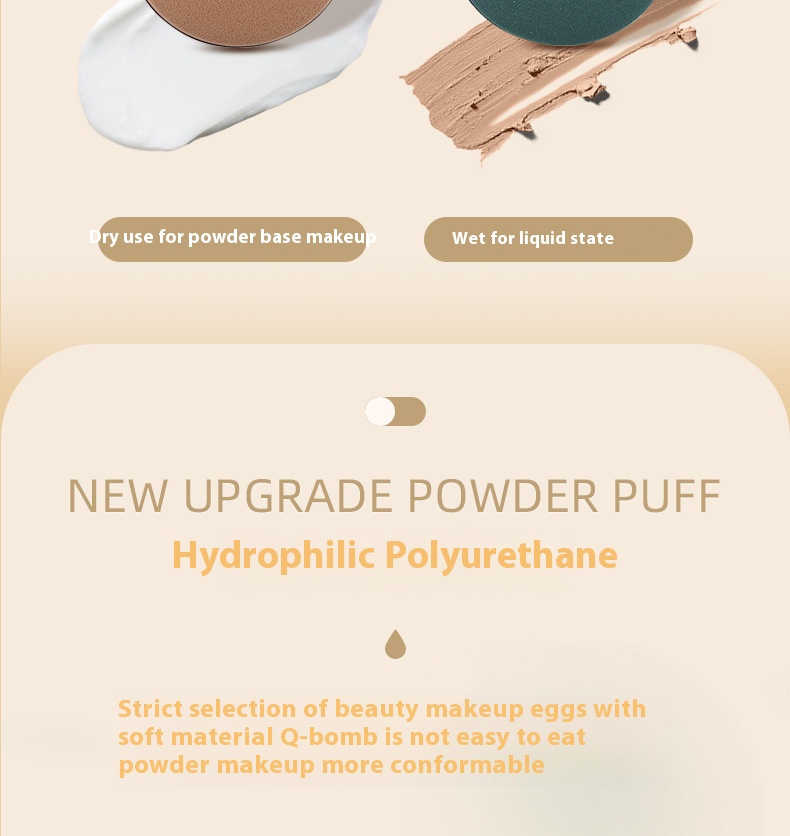 Dry use for powder base makeup
Wet for liquid state
NEW UPGRADE POWDER PUFF
Hydrophilic Polyurethane
Strict selection of beauty makeup eggs with
soft material Q-bomb is not easy to eat
powder makeup more conformable